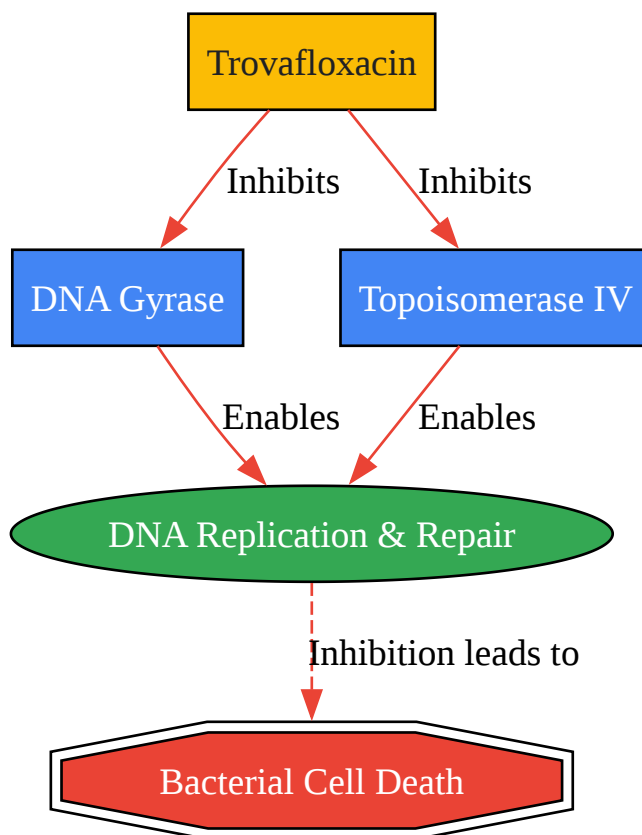 Trovafloxacin
Inhibits
Inhibits
DNA Gyrase
Topoisomerase IV
Enables
Enables
DNA Replication & Repair
Inhibition leads to
Bacterial Cell Death